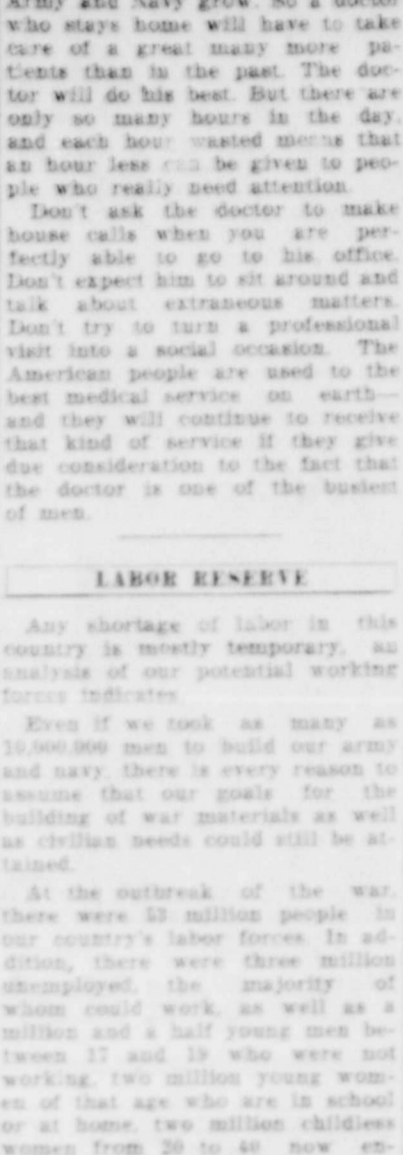 Army and Navy grow. So a doctor
who stays home will have to take
care of a great many more pa-
tients than in the past. The doc-
tor will do his best. But there are
only so many hours in the day,
and each hour wasted means that
an hour less can be given to peo-
ple who really need attention.
Don't ask the doctor to make
house calls when you are per-
fectly able to go to his office.
Don't expect him to sit around and
talk about extraneous matters.
Don't try to turn a professional
visit into a social occasion. The
American people are used to the
best medical service on earth—
and they will continue to receive
that kind of service if they give
due consideration to the fact that
the doctor is one of the busiest
of men.
LABOR RESERVE
Any shortage of labor in this
country is mostly temporary, an
analysis of our potential working
forces indicates.
Even if we took as many as
10,000,000 men to build our army
and navy, there is every reason to
assume that our goals for the
building of war materials as well
as civilian needs could still be at-
tained.
At the outbreak of the war,
there were 53 million people in
our country's labor forces. In ad-
dition, there were three million
unemployed, the majority of
whom could work, as well as a
million and a half young men be-
tween 17 and 19 who were not
working, two million young wom-
en of that age who are in school
or at home, two million childless
women from 20 to 40 now en-